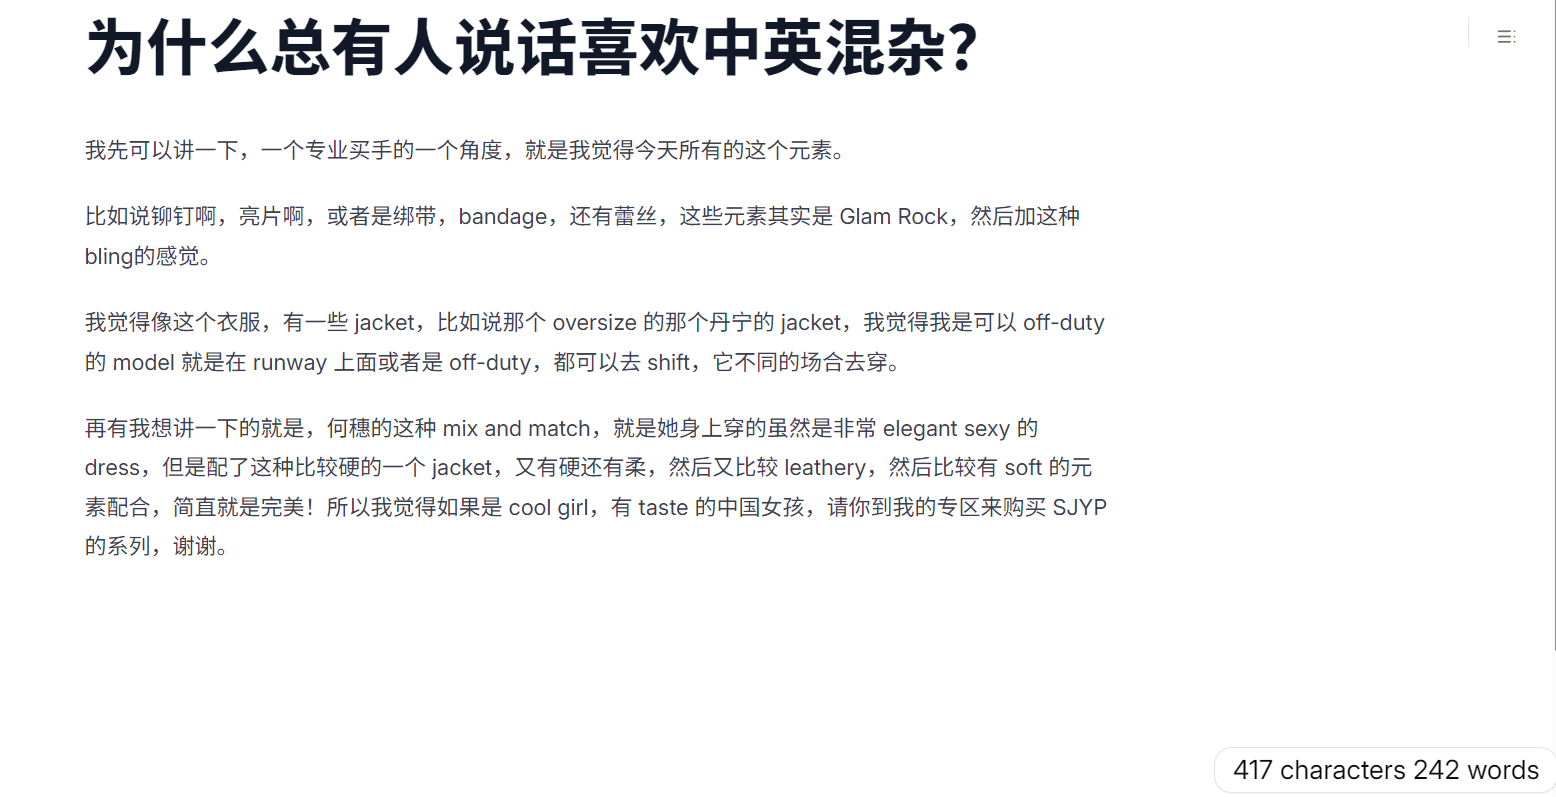 为什么总有人说话喜欢中英混杂？
我先可以讲一下，一个专业买手的一个角度，就是我觉得今天所有的这个元素。
比如说铆钉啊，亮片啊，或者是绑带，bandage，还有蕾丝，这些元素其实是 Glam Rock，然后加这种
bling的感觉。
我觉得像这个衣服，有一些 jacket，比如说那个 oversize 的那个丹宁的 jacket，我觉得我是可以 off-duty
的 model 就是在 runway 上面或者是 off-duty，都可以去 shift，它不同的场合去穿。
再有我想讲一下的就是，何穗的这种 mix and match，就是她身上穿的虽然是非常 elegant sexy 的
dress，但是配了这种比较硬的一个 jacket，又有硬还有柔，然后又比较 leathery，然后比较有 soft 的元
素配合，简直就是完美！所以我觉得如果是 cool girl，有 taste 的中国女孩，请你到我的专区来购买 SJYP
的系列，谢谢。
417 characters 242 words